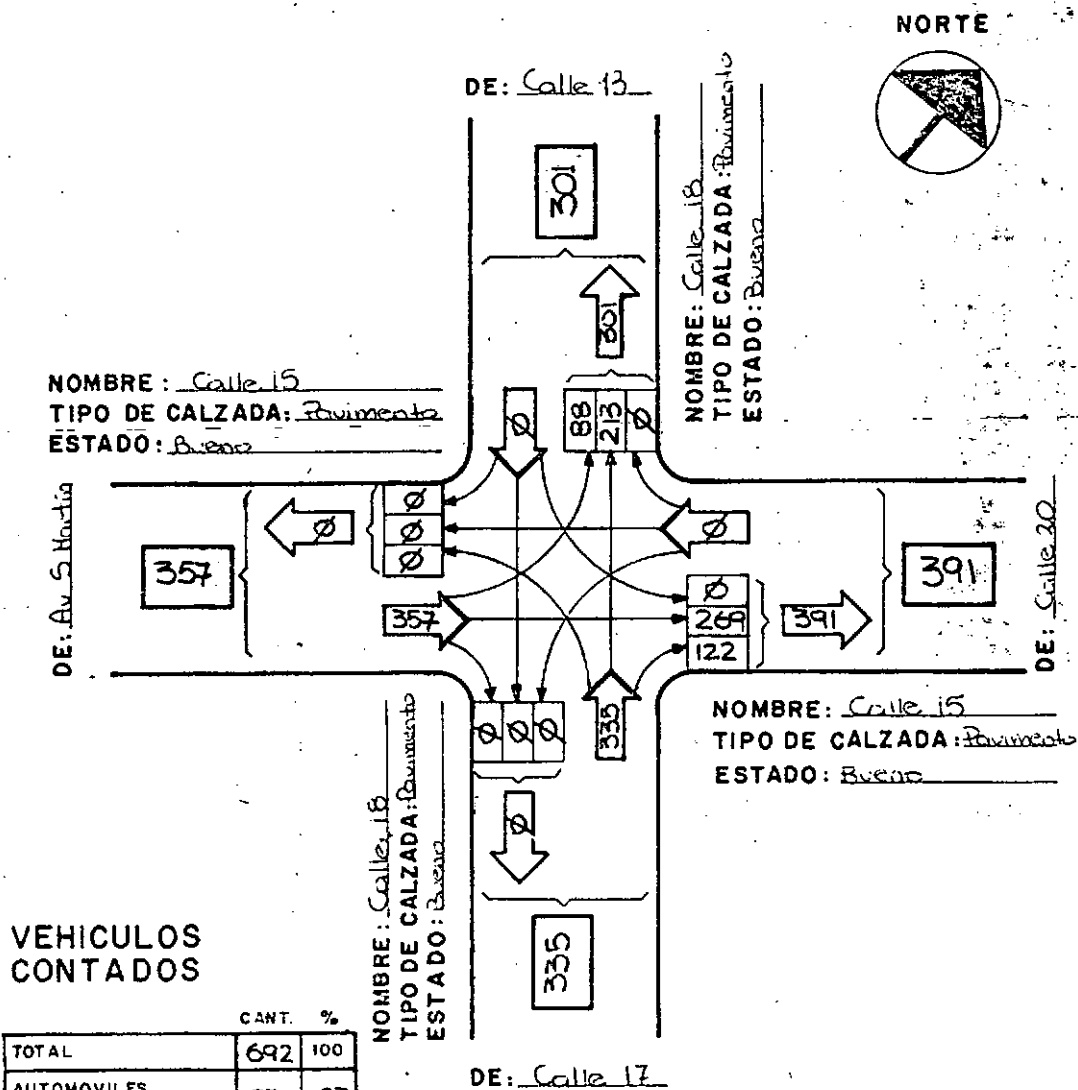 NORTE
DE: Calle 13
301
NOMBRE: Calle 18
TIPO DE CALZADA: Pavimento
ESTADO: Bueno
301
88 213 Ø
Ø
NOMBRE: Calle 15
TIPO DE CALZADA: Pavimento
ESTADO: Bueno
DE: Av S Martin
357
Ø
Ø
Ø
Ø
357
Ø
Ø
269
122
391
391
DE: Calle 20
335
Ø Ø Ø
Ø
NOMBRE: Calle 15
TIPO DE CALZADA: Pavimento
ESTADO: Bueno
NOMBRE: Calle 18
TIPO DE CALZADA: Pavimento
ESTADO: Bueno
335
DE: Calle 17
VEHICULOS
CONTADOS
CANT. %
TOTAL 692 100
AUTOMOVILES